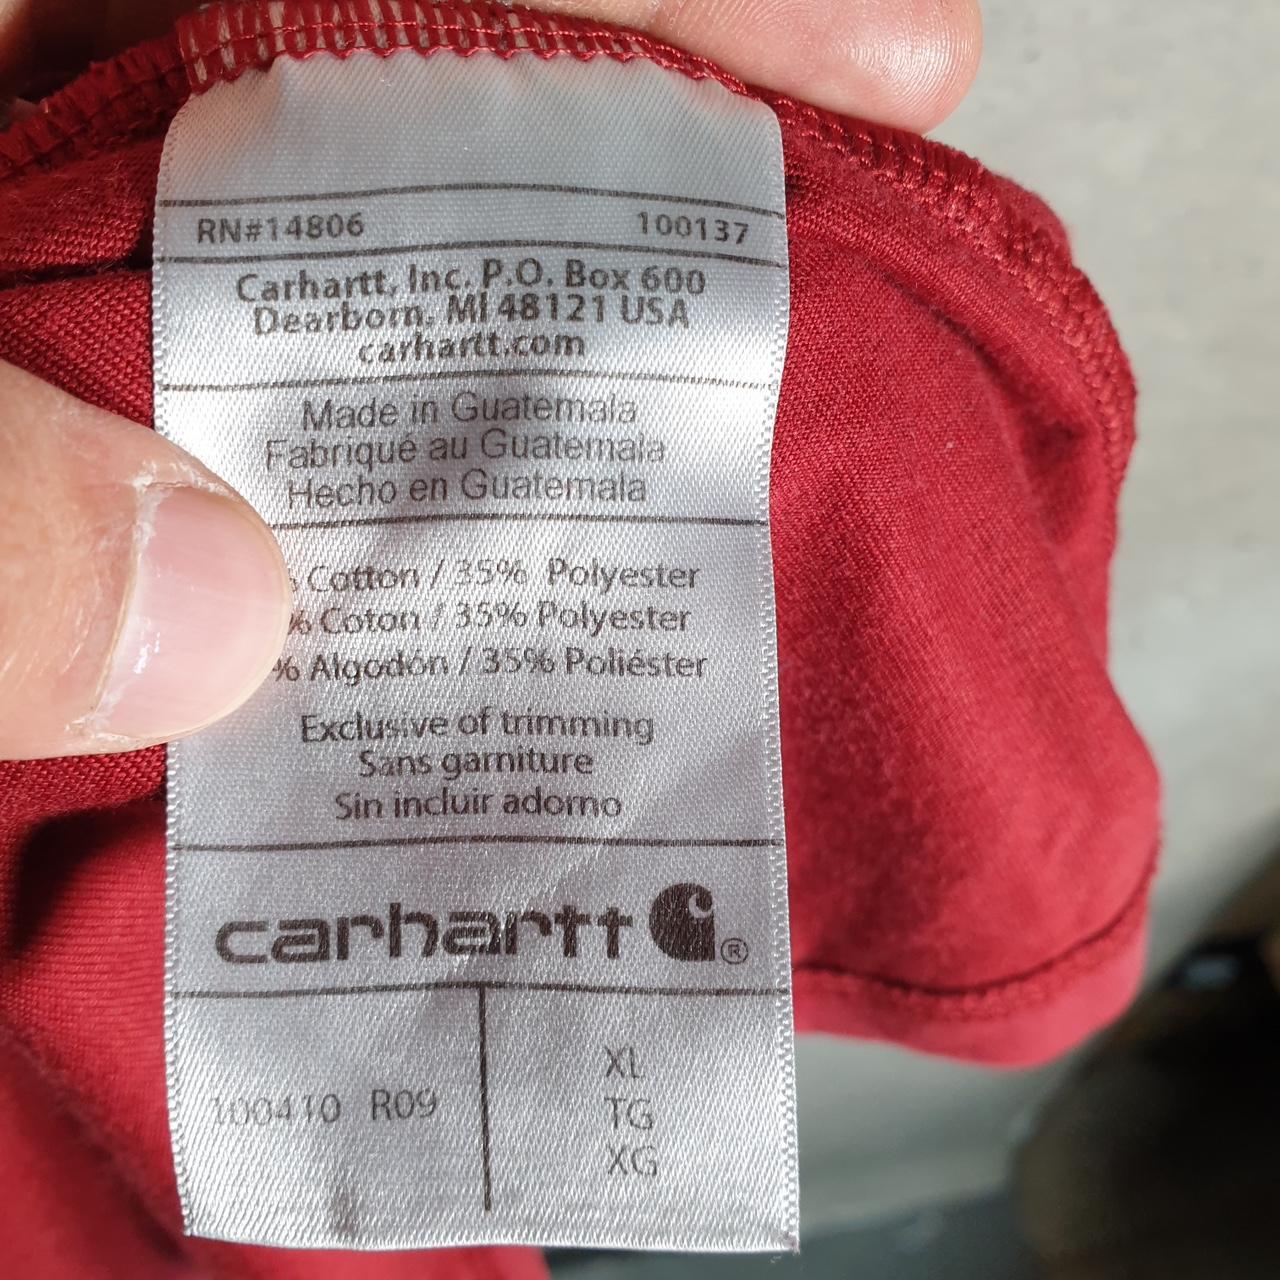 RN#14806 100137
Carhartt, Inc. P.O. Box 600
Dearborn, MI 48121 USA
carhartt.com
Made in Guatemala
Fabriqué au Guatemala
Hecho en Guatemala
% Cotton / 35% Polyester
% Coton / 35% Polyester
% Algodón / 35% Poliéster
Exclusive of trimming
Sans garniture
Sin incluir adorno
carhartt ®
100410 R09
XL
TG
XG